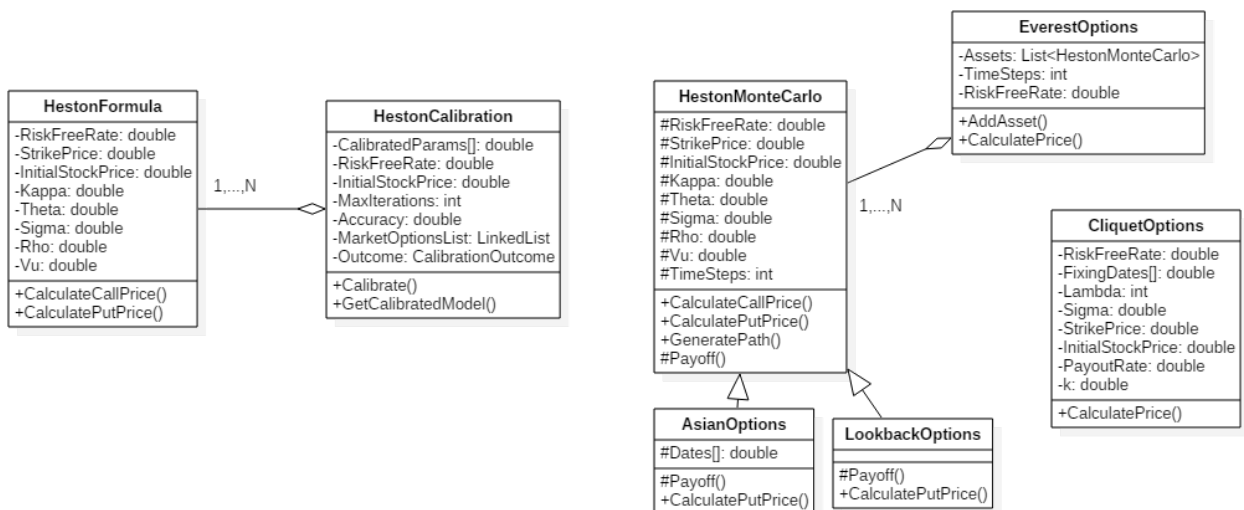 HestonFormula
-RiskFreeRate: double
-StrikePrice: double
-InitialStockPrice: double
-Kappa: double
-Theta: double
-Sigma: double
-Rho: double
-Vu: double
+CalculateCallPrice()
+CalculatePutPrice()
1,...,N
HestonCalibration
-CalibratedParams[]: double
-RiskFreeRate: double
-InitialStockPrice: double
-MaxIterations: int
-Accuracy: double
-MarketOptionsList: LinkedList
-Outcome: CalibrationOutcome
+Calibrate()
+GetCalibratedModel()
HestonMonteCarlo
#RiskFreeRate: double
#StrikePrice: double
#InitialStockPrice: double
#Kappa: double
#Theta: double
#Sigma: double
#Rho: double
#Vu: double
#TimeSteps: int
+CalculateCallPrice()
+CalculatePutPrice()
+GeneratePath()
#Payoff()
1,...,N
EverestOptions
-Assets: List<HestonMonteCarlo>
-TimeSteps: int
-RiskFreeRate: double
+AddAsset()
+CalculatePrice()
CliquetOptions
-RiskFreeRate: double
-FixingDates[]: double
-Lambda: int
-Sigma: double
-StrikePrice: double
-InitialStockPrice: double
-PayoutRate: double
-k: double
+CalculatePrice()
AsianOptions
#Dates[]: double
#Payoff()
+CalculatePutPrice()
LookbackOptions
#Payoff()
+CalculatePutPrice()